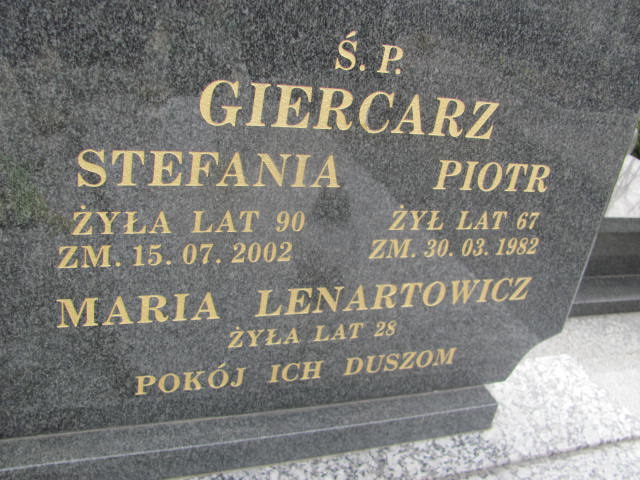 Ś. P.
GIERCARZ
STEFANIA PIOTR
ŻYŁA LAT 90 ŻYŁ LAT 67
ZM. 15. 07. 2002 ZM. 30. 03. 1982
MARIA LENARTOWICZ
ŻYŁA LAT 28
POKÓJ ICH DUSZOM